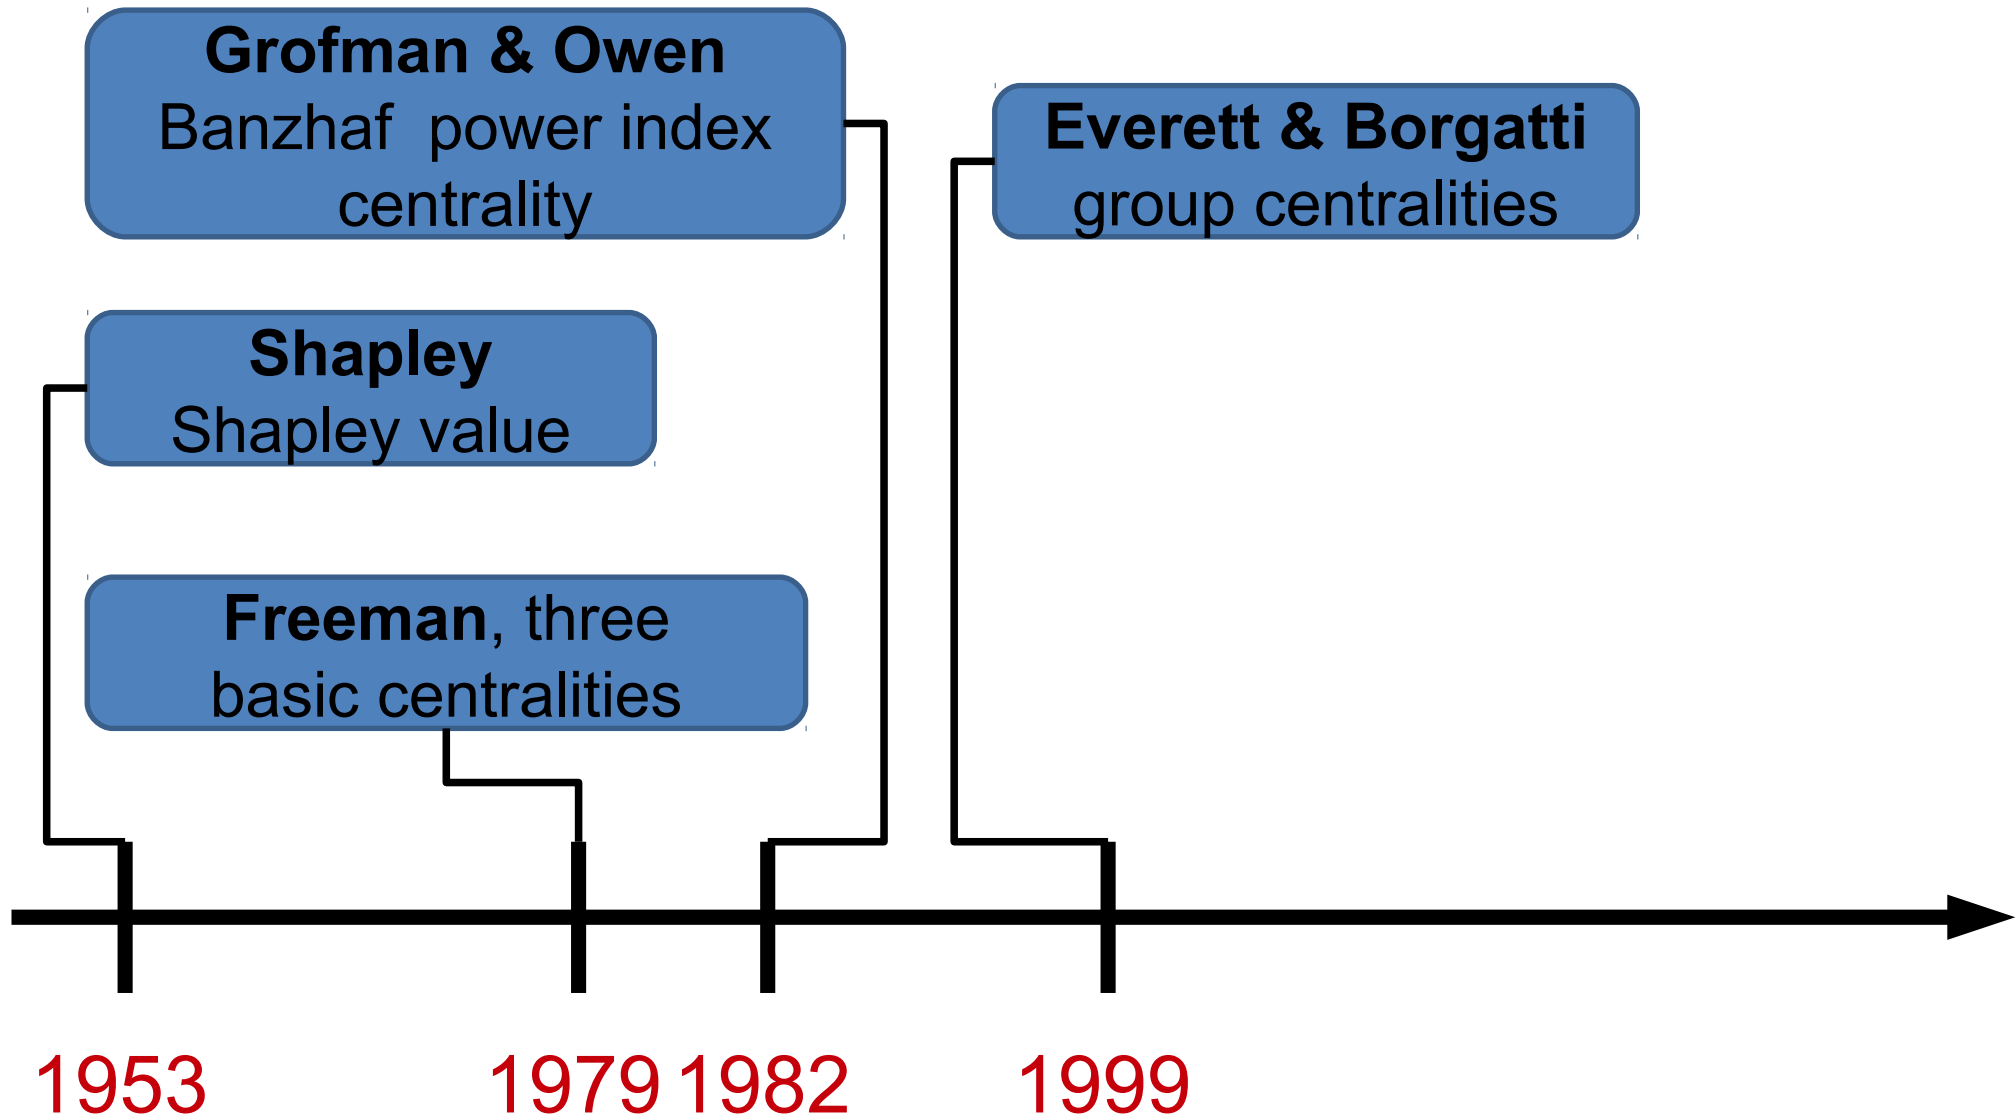 Grofman & Owen
Banzhaf  power index
centrality
Everett & Borgatti
group centralities
Shapley
Shapley value
Freeman, three
basic centralities
1953
1979
1982
1999